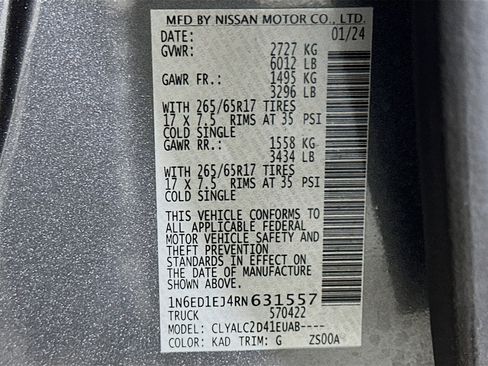 MFD BY NISSAN MOTOR CO., LTD.
DATE: 01/24
GVWR: 2727 KG
6012 LB
GAWR FR.: 1495 KG
3296 LB
WITH 265/65R17 TIRES
17 X 7.5 RIMS AT 35 PSI
COLD SINGLE
GAWR RR.: 1558 KG
3434 LB
WITH 265/65R17 TIRES
17 X 7.5 RIMS AT 35 PSI
COLD SINGLE
THIS VEHICLE CONFORMS TO
ALL APPLICABLE FEDERAL
MOTOR VEHICLE SAFETY AND
THEFT PREVENTION
STANDARDS IN EFFECT ON
THE DATE OF MANUFACTURE
SHOWN ABOVE.
1N6ED1EJ4RN631557
TRUCK 570422
MODEL: CLYALC2D41EUAB----
COLOR: KAD TRIM: G ZS00A